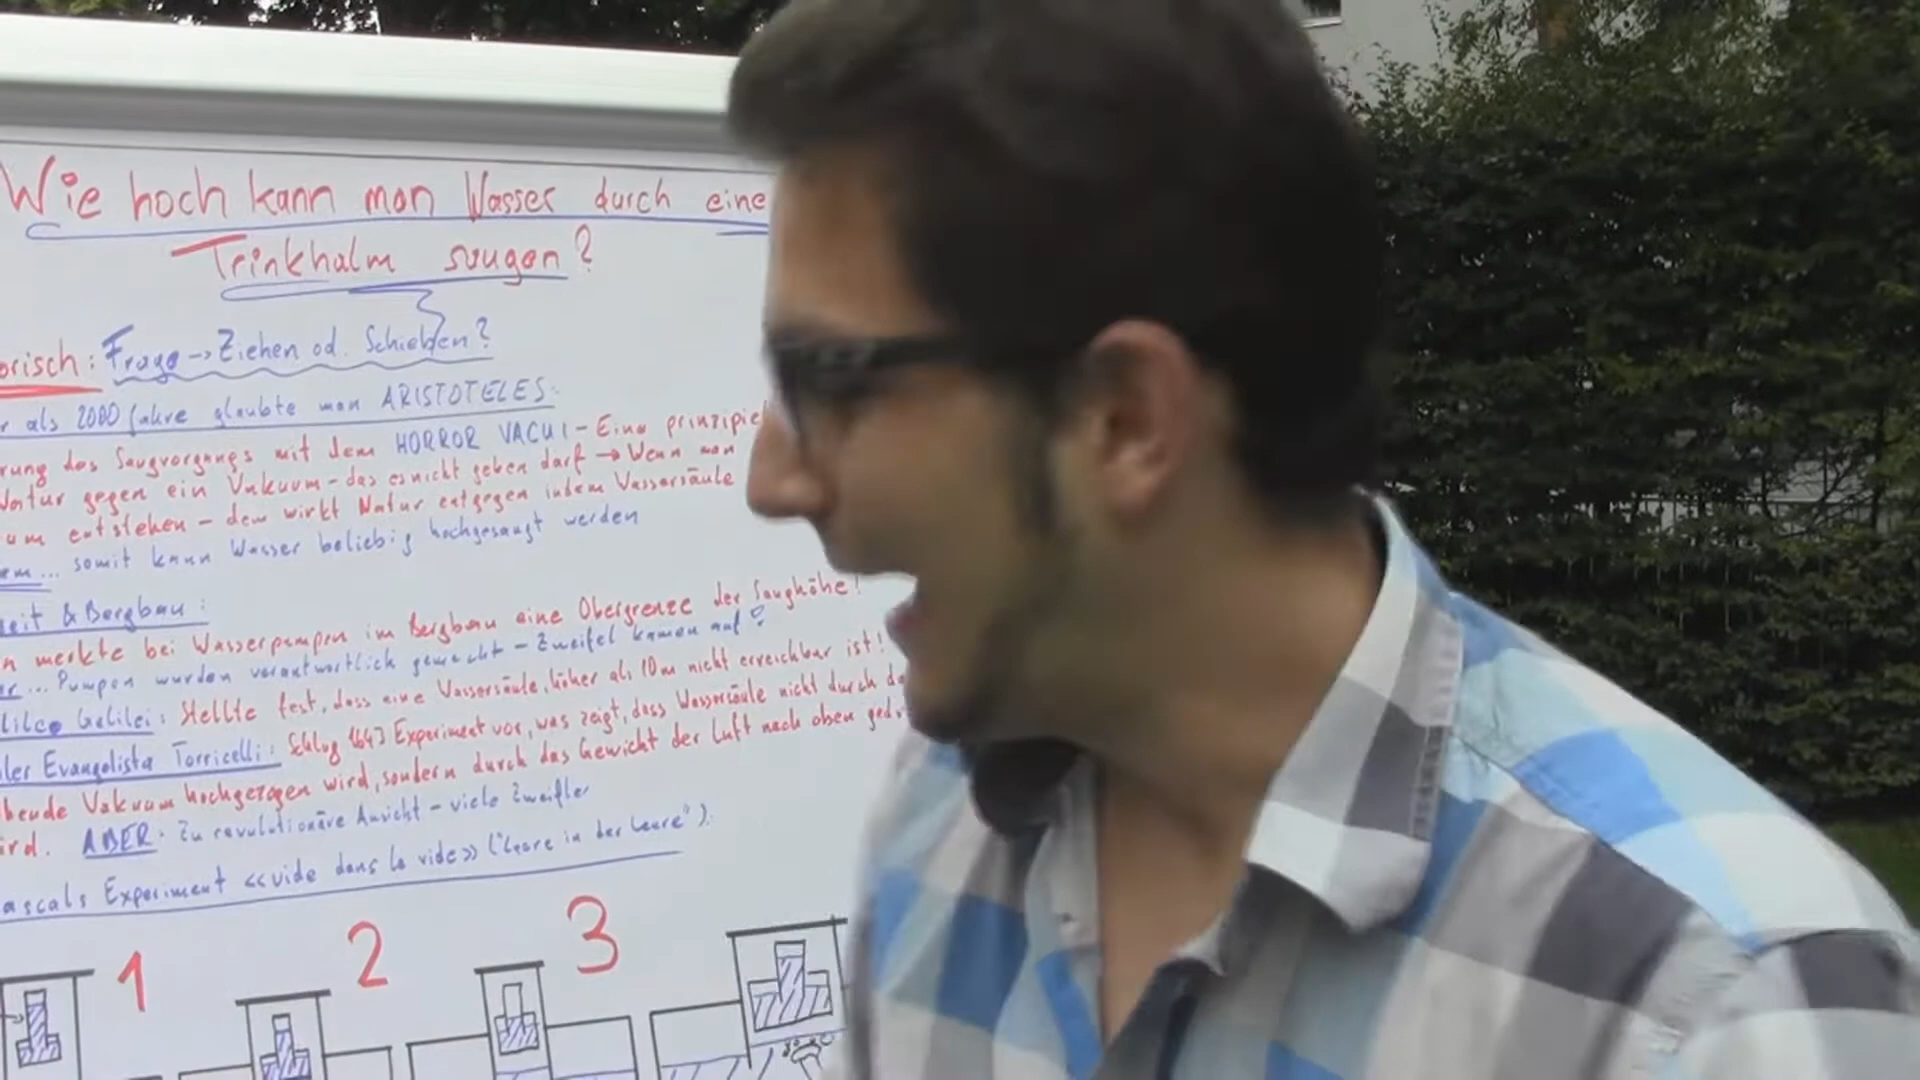 Wie hoch kann man Wasser durch eine
Trinkhalm saugen?
orisch: Frage → Ziehen od. Schieben?
r als 2000 Jahre glaubte man ARISTOTELES:
rung des Saugvorgangs mit dem HORROR VACUI - Eine prinzipiel
Natur gegen ein Vakuum - das es nicht geben darf → Wenn man
um entstehen - dem wirkt Natur entgegen indem Wassersäule
em... somit kann Wasser beliebig hochgesaugt werden
eit & Bergbau:
n merkte bei Wasserpumpen im Bergbau eine Obergrenze der Saughöhe!
er... Pumpen wurden verantwortlich gemacht - Zweifel kamen auf
lileo Galilei: Stellte fest, dass eine Wassersäule, höher als 10m nicht erreichbar ist!
ler Evangelista Torricelli: Schlug 1643 Experiment vor, was zeigt, dass Wassersäule nicht durch da
bende Vakuum hochgezogen wird, sondern durch das Gewicht der Luft nach oben ged
ird. ABER: Zu revolutionäre Ansicht - viele Zweifler
ascals Experiment «vide dans le vide» ("Leere in der Leere"):
1 2 3